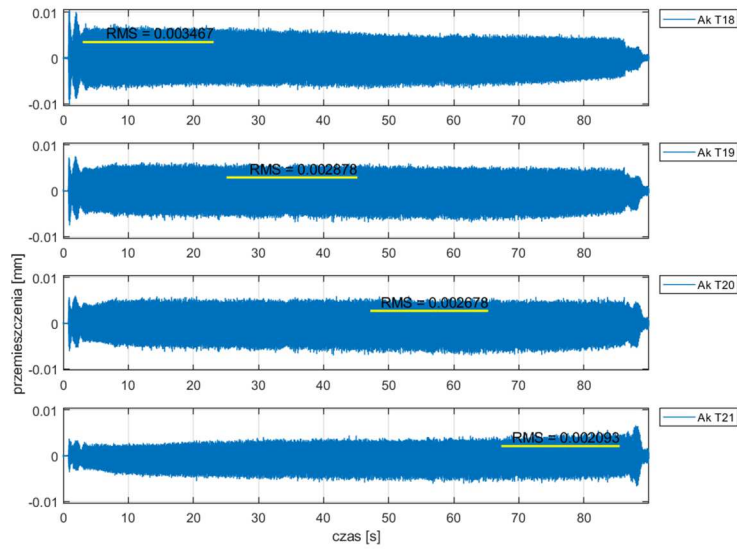 0.01
0
-0.01
RMS = 0.003467
Ak T18
0 10 20 30 40 50 60 70 80
0.01
0
-0.01
RMS = 0.002878
Ak T19
0 10 20 30 40 50 60 70 80
przemieszczenia [mm]
0.01
0
-0.01
RMS = 0.002678
Ak T20
0 10 20 30 40 50 60 70 80
0.01
0
-0.01
RMS = 0.002093
Ak T21
0 10 20 30 40 50 60 70 80
czas [s]